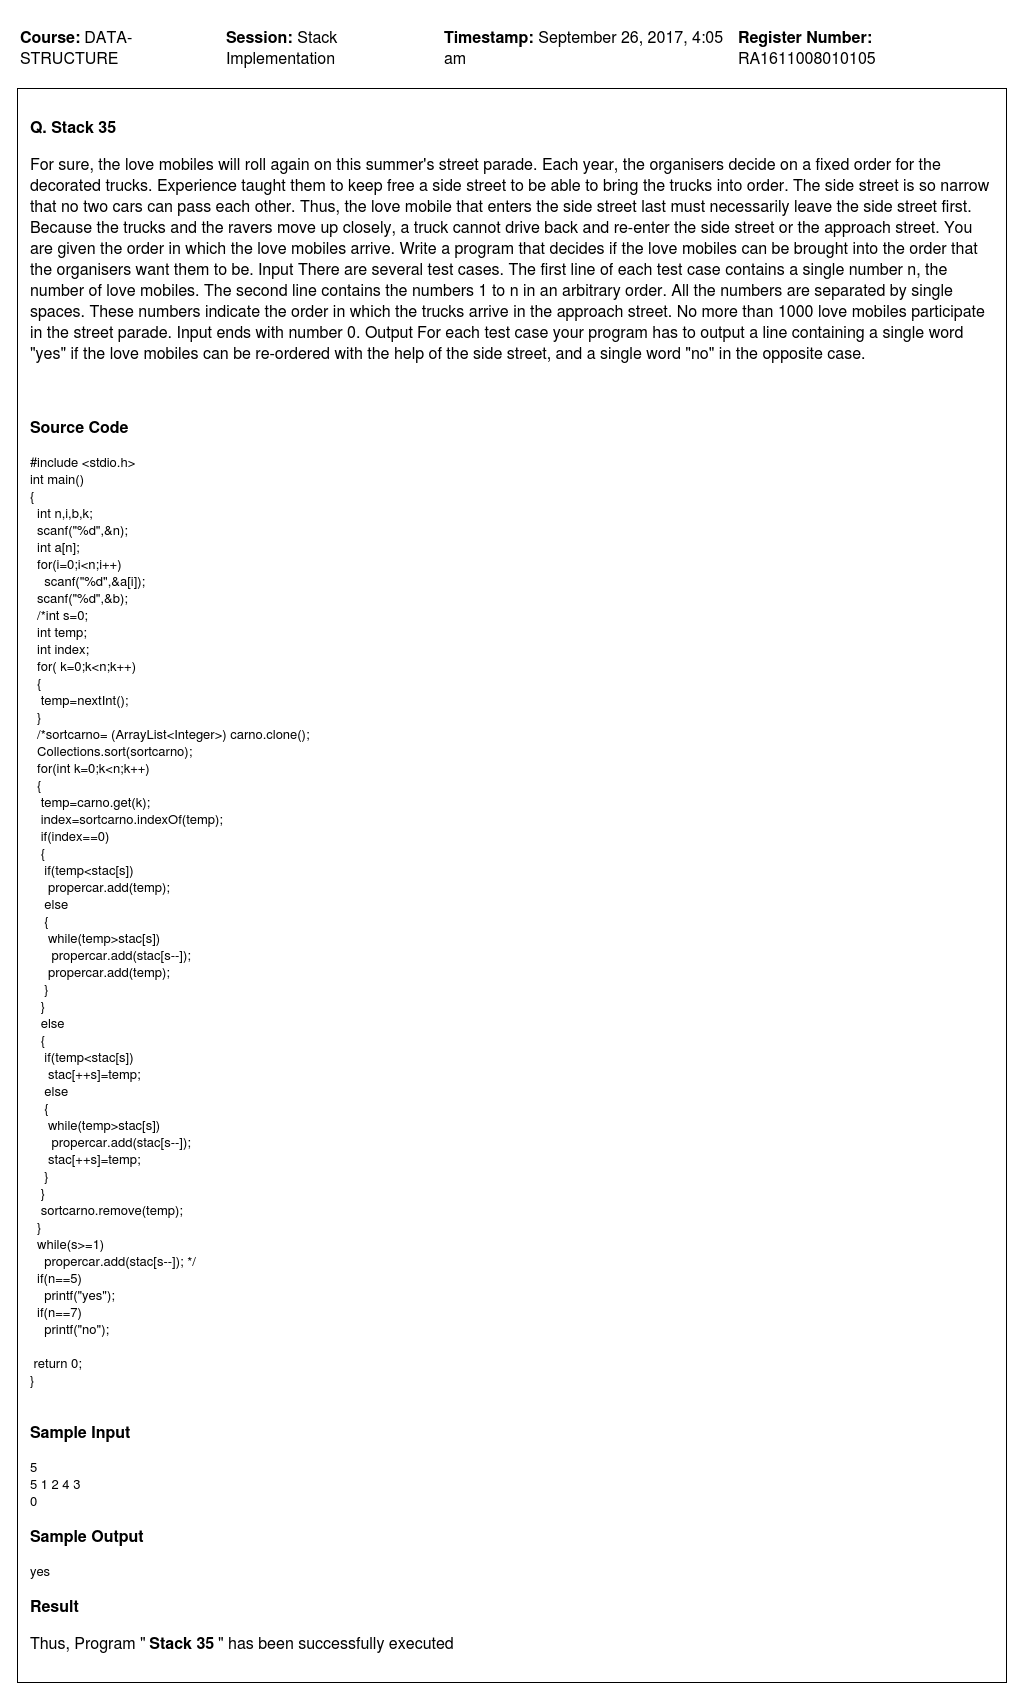 Course: DATA-STRUCTURE
Session: Stack Implementation
Timestamp: September 26, 2017, 4:05 am
Register Number: RA1611008010105
Q. Stack 35
For sure, the love mobiles will roll again on this summer's street parade. Each year, the organisers decide on a fixed order for the
decorated trucks. Experience taught them to keep free a side street to be able to bring the trucks into order. The side street is so narrow
that no two cars can pass each other. Thus, the love mobile that enters the side street last must necessarily leave the side street first.
Because the trucks and the ravers move up closely, a truck cannot drive back and re-enter the side street or the approach street. You
are given the order in which the love mobiles arrive. Write a program that decides if the love mobiles can be brought into the order that
the organisers want them to be. Input There are several test cases. The first line of each test case contains a single number n, the
number of love mobiles. The second line contains the numbers 1 to n in an arbitrary order. All the numbers are separated by single
spaces. These numbers indicate the order in which the trucks arrive in the approach street. No more than 1000 love mobiles participate
in the street parade. Input ends with number 0. Output For each test case your program has to output a line containing a single word
"yes" if the love mobiles can be re-ordered with the help of the side street, and a single word "no" in the opposite case.
Source Code
#include <stdio.h>
int main()
{
int n,i,b,k;
scanf("%d",&n);
int a[n];
for(i=0;i<n;i++)
scanf("%d",&a[i]);
scanf("%d",&b);
/*int s=0;
int temp;
int index;
for( k=0;k<n;k++)
{
temp=nextInt();
}
/*sortcarno= (ArrayList<Integer>) carno.clone();
Collections.sort(sortcarno);
for(int k=0;k<n;k++)
{
temp=carno.get(k);
index=sortcarno.indexOf(temp);
if(index==0)
{
if(temp<stac[s])
propercar.add(temp);
else
{
while(temp>stac[s])
propercar.add(stac[s--]);
propercar.add(temp);
}
}
else
{
if(temp<stac[s])
stac[++s]=temp;
else
{
while(temp>stac[s])
propercar.add(stac[s--]);
stac[++s]=temp;
}
}
sortcarno.remove(temp);
}
while(s>=1)
propercar.add(stac[s--]); */
if(n==5)
printf("yes");
if(n==7)
printf("no");
return 0;
}
Sample Input
5
5 1 2 4 3
0
Sample Output
yes
Result
Thus, Program " Stack 35 " has been successfully executed